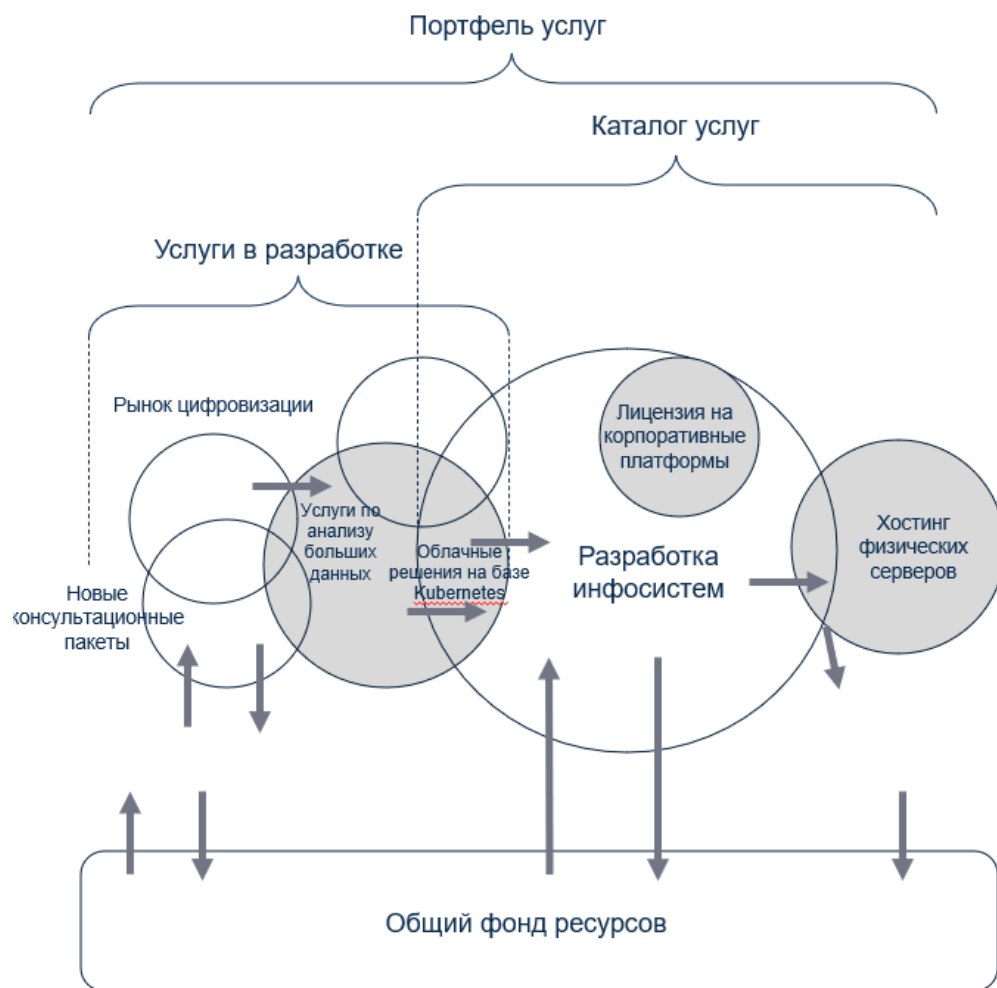 Портфель услуг
Каталог услуг
Услуги в разработке
Рынок цифровизации
Лицензия на
корпоративные
платформы
Услуги по
анализу
больших
данных
Облачные
решения на базе
Kubernetes
Разработка
инфосистем
Хостинг
физических
серверов
Новые
консультационные
пакеты
Общий фонд ресурсов